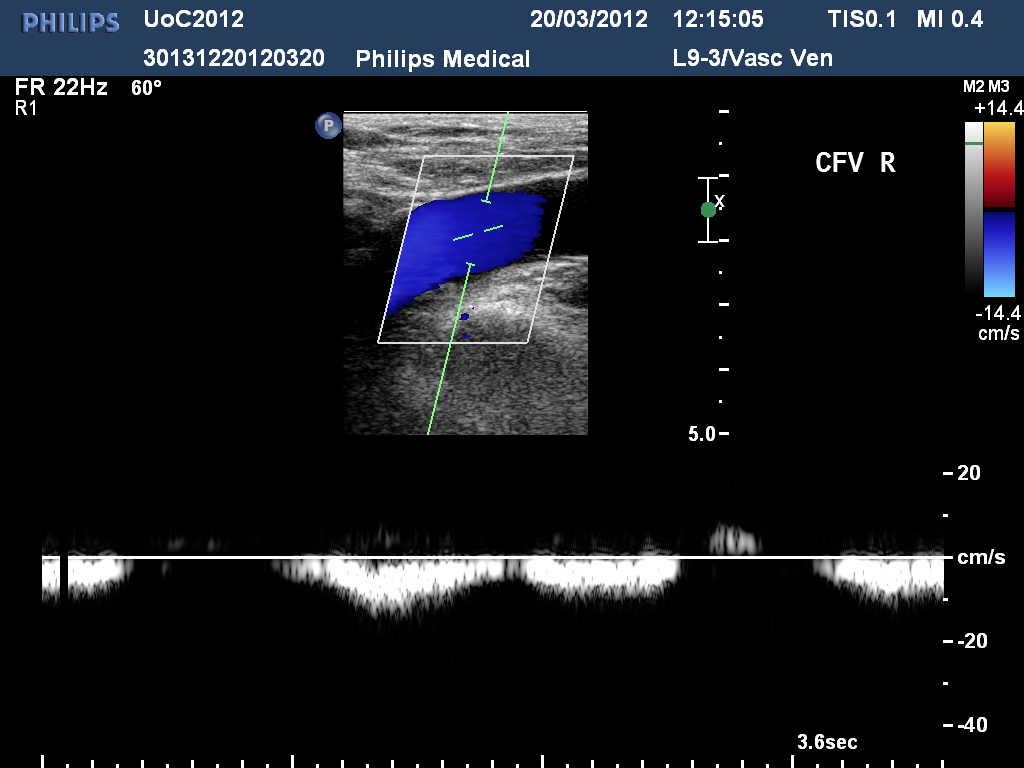 PHILIPS UoC2012 20/03/2012 12:15:05 TIS0.1 MI 0.4
30131220120320 Philips Medical L9-3/Vasc Ven
FR 22Hz 60° M2 M3
R1 +14.4
P
CFV R
X
-14.4
cm/s
5.0
20
cm/s
-20
-40
3.6sec